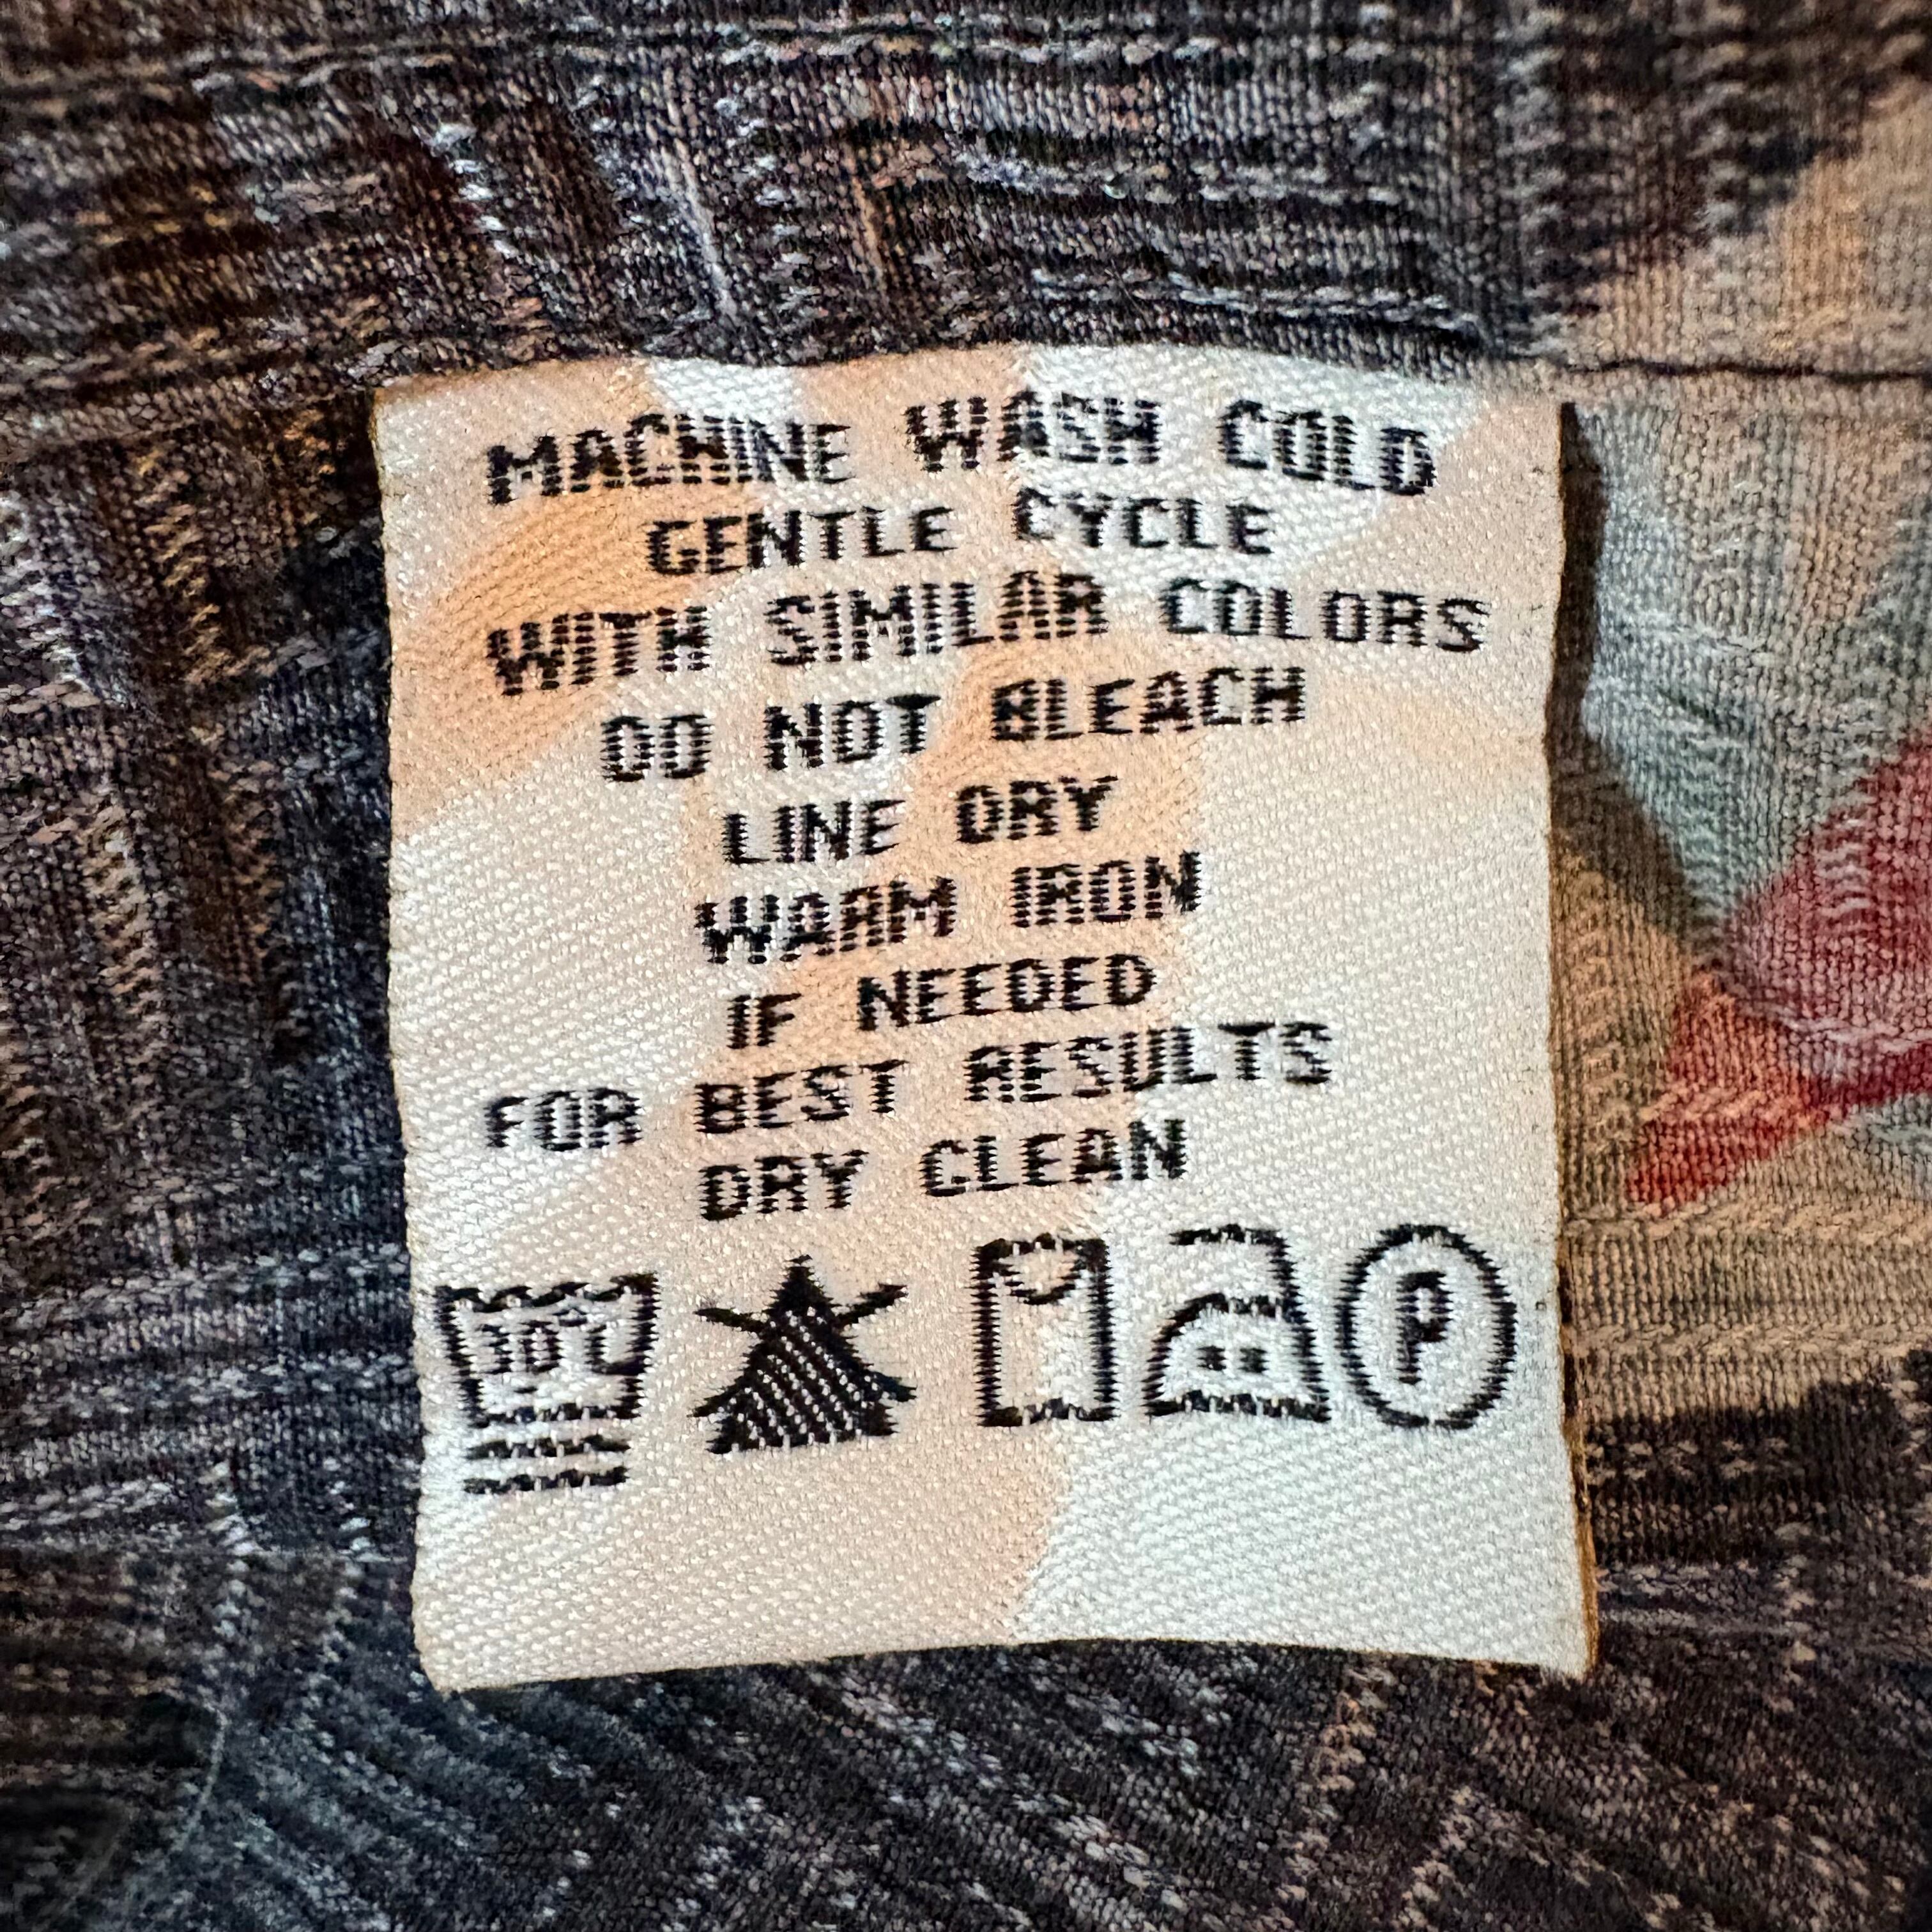 MACHINE WASH COLD
GENTLE CYCLE
WITH SIMILAR COLORS
DO NOT BLEACH
LINE DRY
WARM IRON
IF NEEDED
FOR BEST RESULTS
DRY CLEAN
30°C P